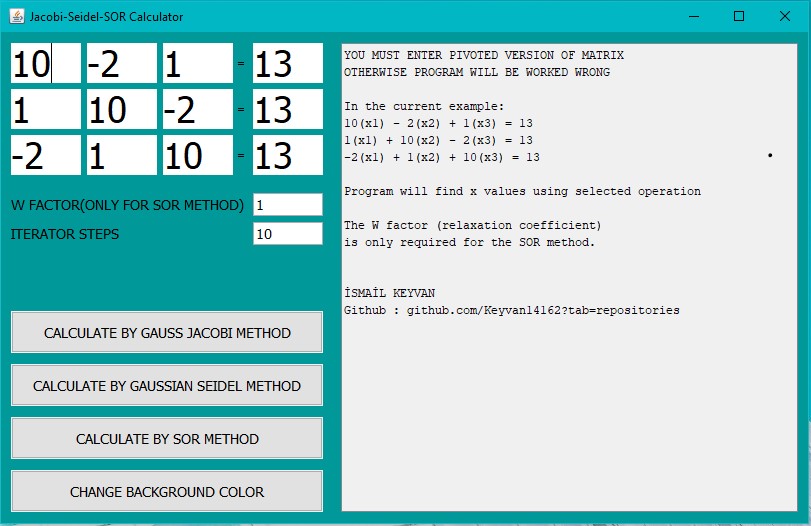 Jacobi-Seidel-SOR Calculator
10 -2 1 = 13
1 10 -2 = 13
-2 1 10 = 13
W FACTOR(ONLY FOR SOR METHOD) 1
ITERATOR STEPS 10
CALCULATE BY GAUSS JACOBI METHOD
CALCULATE BY GAUSSIAN SEIDEL METHOD
CALCULATE BY SOR METHOD
CHANGE BACKGROUND COLOR
YOU MUST ENTER PIVOTED VERSION OF MATRIX
OTHERWISE PROGRAM WILL BE WORKED WRONG
In the current example:
10(x1) - 2(x2) + 1(x3) = 13
1(x1) + 10(x2) - 2(x3) = 13
-2(x1) + 1(x2) + 10(x3) = 13
Program will find x values using selected operation
The W factor (relaxation coefficient)
is only required for the SOR method.
İSMAİL KEYVAN
Github : github.com/Keyvan14162?tab=repositories